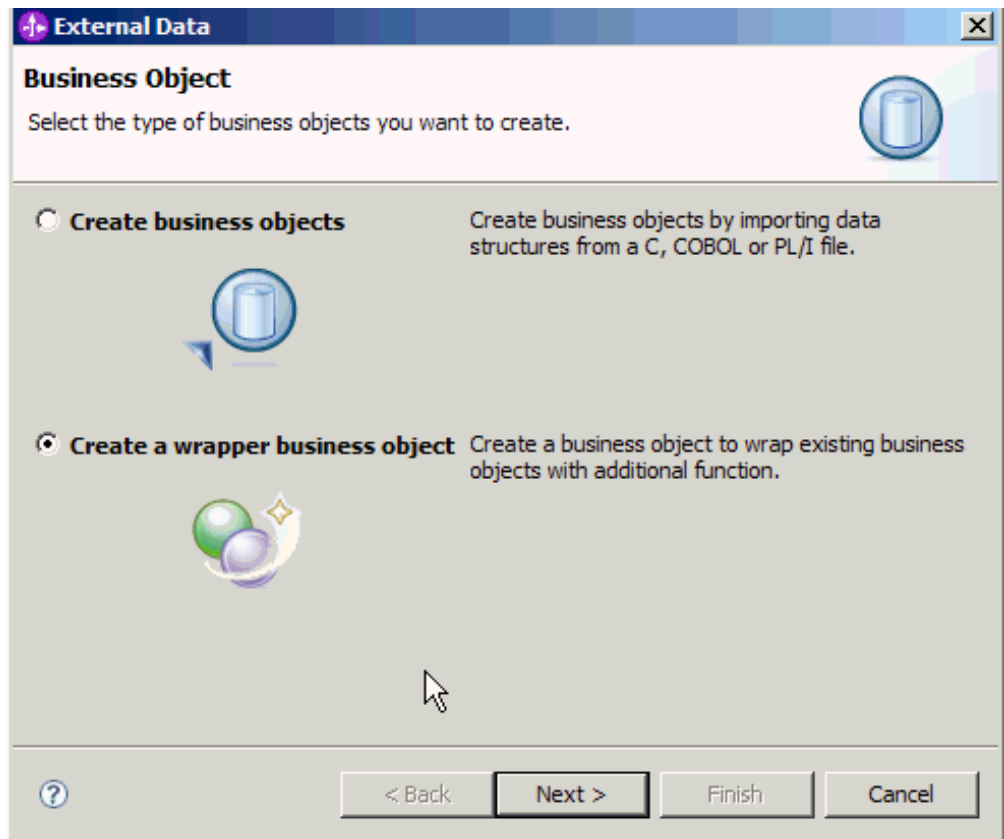 External Data
Business Object
Select the type of business objects you want to create.
Create business objects
Create business objects by importing data
structures from a C, COBOL or PL/I file.
Create a wrapper business object
Create a business object to wrap existing business
objects with additional function.
?
< Back
Next >
Finish
Cancel